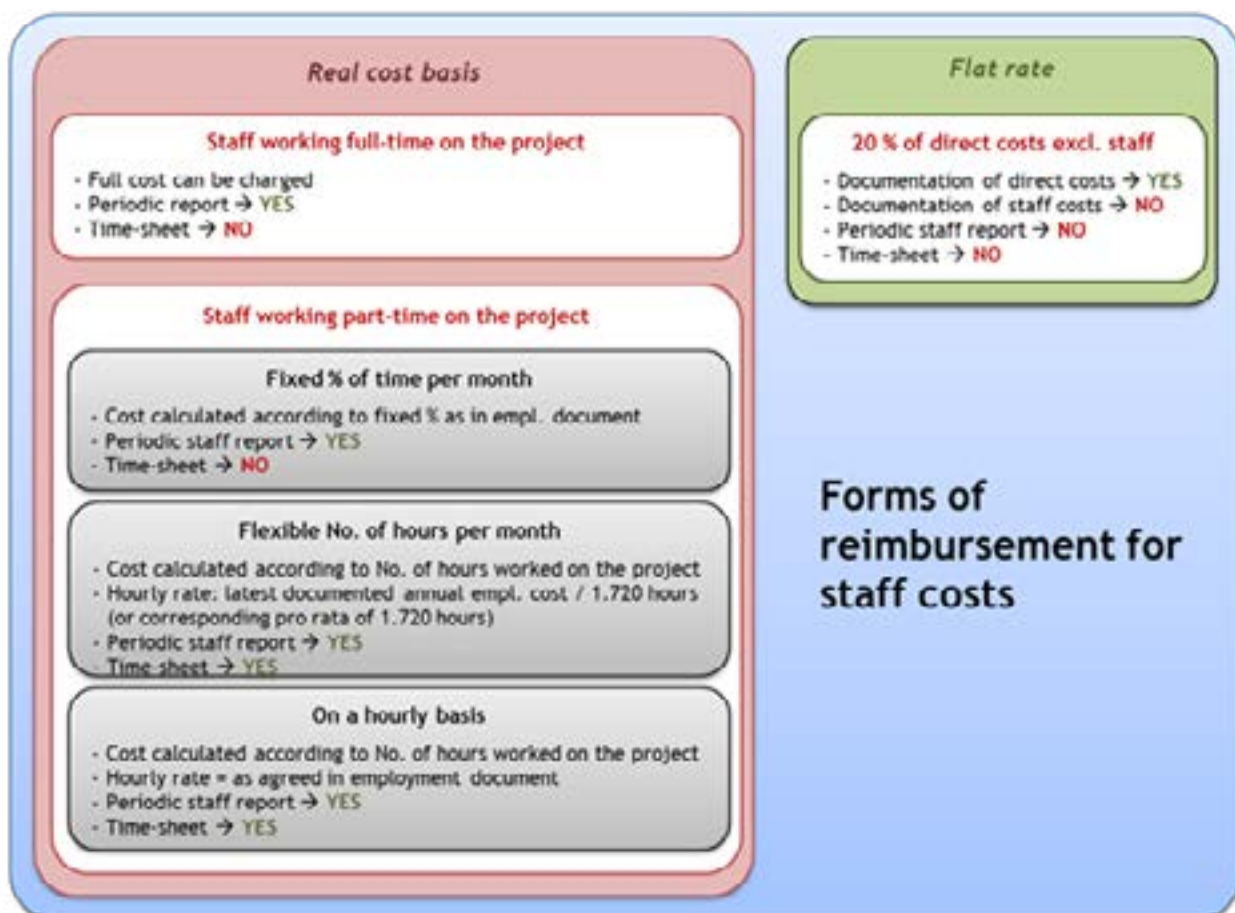 Real cost basis
Staff working full-time on the project
- Full cost can be charged
- Periodic report → YES
- Time-sheet → NO
Staff working part-time on the project
Fixed % of time per month
- Cost calculated according to fixed % as in empl. document
- Periodic staff report → YES
- Time-sheet → NO
Flexible No. of hours per month
- Cost calculated according to No. of hours worked on the project
- Hourly rate: latest documented annual empl. cost / 1.720 hours
(or corresponding pro rata of 1.720 hours)
- Periodic staff report → YES
- Time-sheet → YES
On a hourly basis
- Cost calculated according to No. of hours worked on the project
- Hourly rate = as agreed in employment document
- Periodic staff report → YES
- Time-sheet → YES
Flat rate
20 % of direct costs excl. staff
- Documentation of direct costs → YES
- Documentation of staff costs → NO
- Periodic staff report → NO
- Time-sheet → NO
Forms of
reimbursement for
staff costs